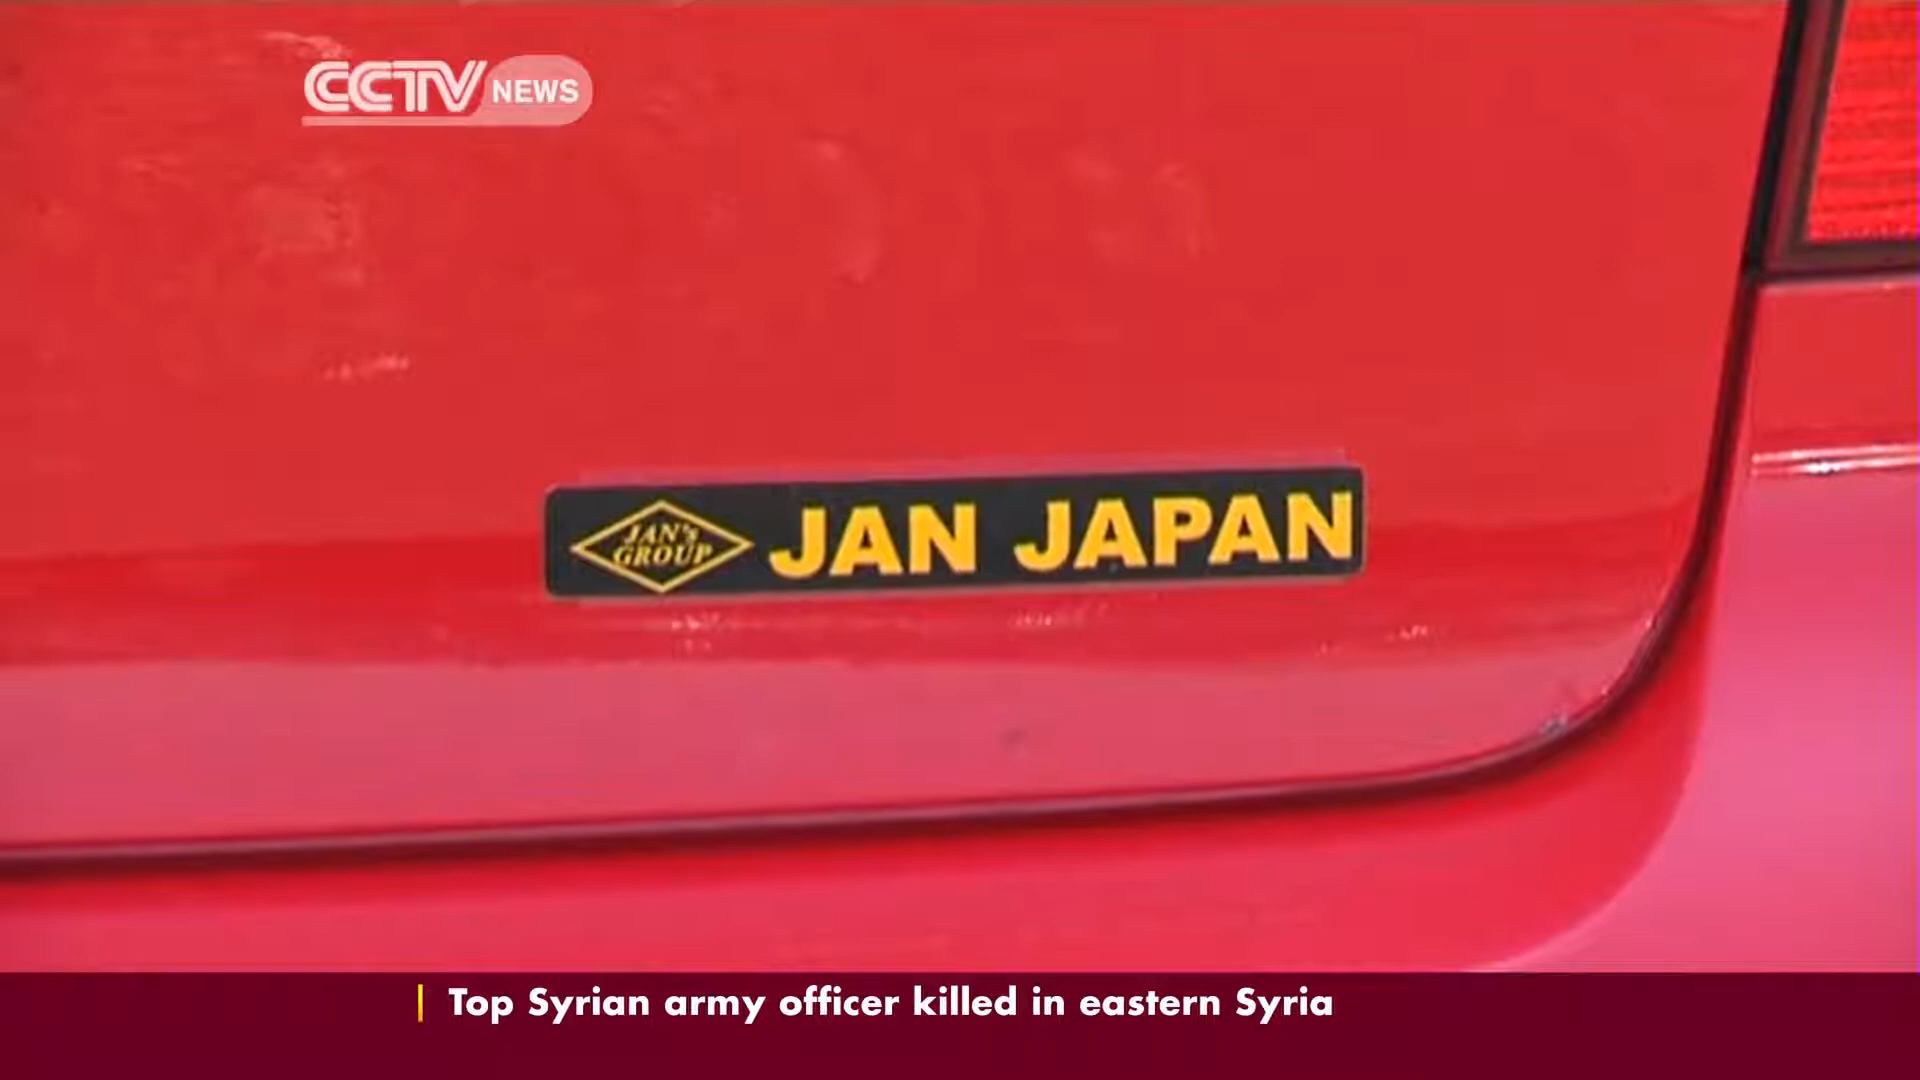 CCTV NEWS
JAN's
GROUP
JAN JAPAN
Top Syrian army officer killed in eastern Syria